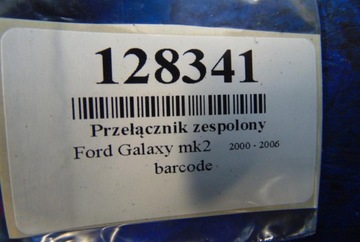 128341
Przełącznik zespolony
Ford Galaxy mk2 2000 - 2006
barcode